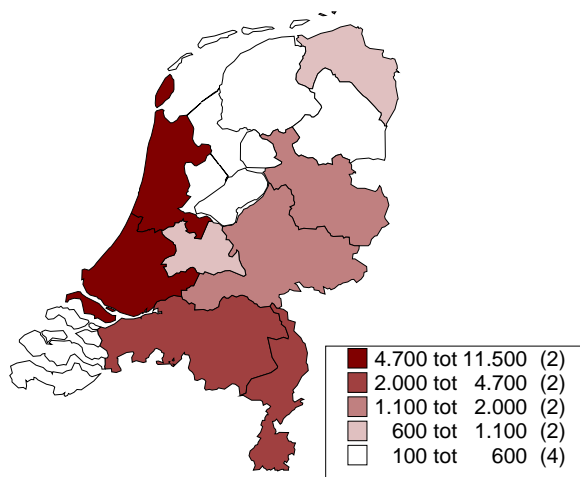 4.700 tot 11.500 (2)
2.000 tot 4.700 (2)
1.100 tot 2.000 (2)
600 tot 1.100 (2)
100 tot 600 (4)